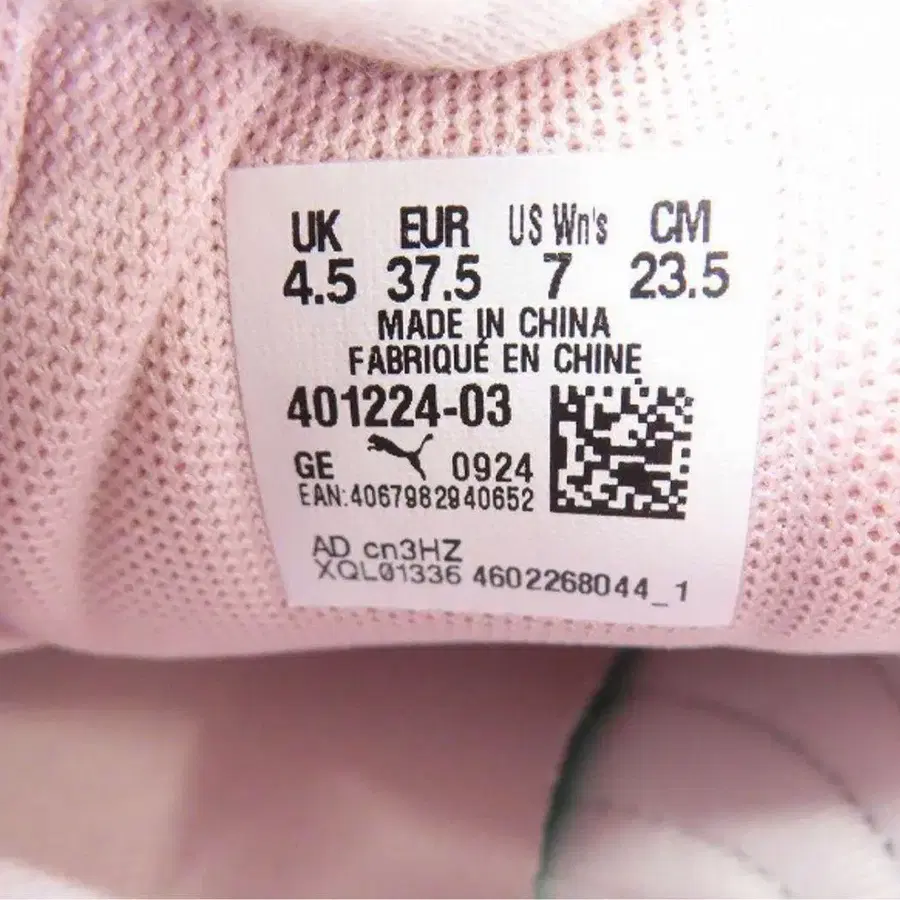 UK EUR US Wn's CM
4.5 37.5 7 23.5
MADE IN CHINA
FABRIQUÉ EN CHINE
401224-03
GE 0924
EAN:4067982940652
AD cn3HZ
XQL01336 4602268044_1